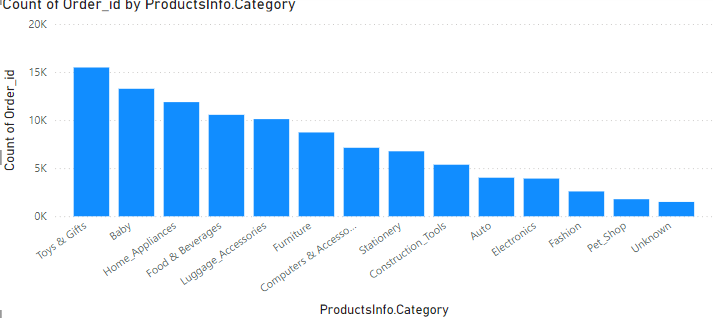 Count of Order_id by ProductsInfo.Category
20K
15K
10K
5K
0K
Count of Order_id
Toys & Gifts
Baby
Home_Appliances
Food & Beverages
Luggage_Accessories
Furniture
Computers & Accesso...
Stationery
Construction_Tools
Auto
Electronics
Fashion
Pet_Shop
Unknown
ProductsInfo.Category